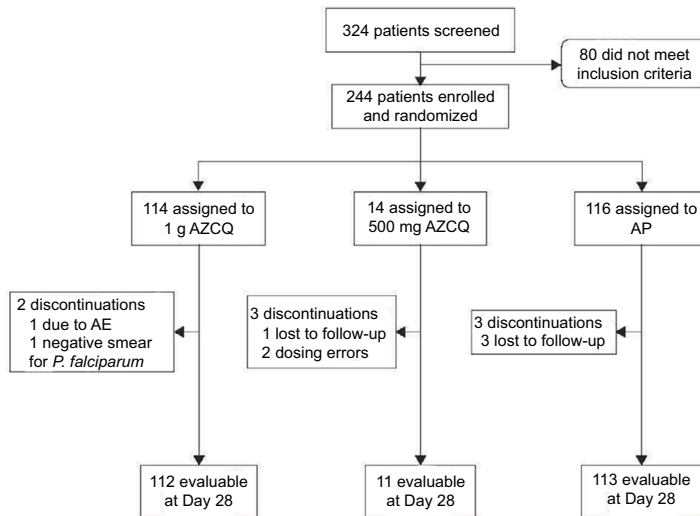 324 patients screened
80 did not meet
inclusion criteria
244 patients enrolled
and randomized
114 assigned to
1 g AZCQ
14 assigned to
500 mg AZCQ
116 assigned to
AP
2 discontinuations
1 due to AE
1 negative smear
for P. falciparum
3 discontinuations
1 lost to follow-up
2 dosing errors
3 discontinuations
3 lost to follow-up
112 evaluable
at Day 28
11 evaluable
at Day 28
113 evaluable
at Day 28